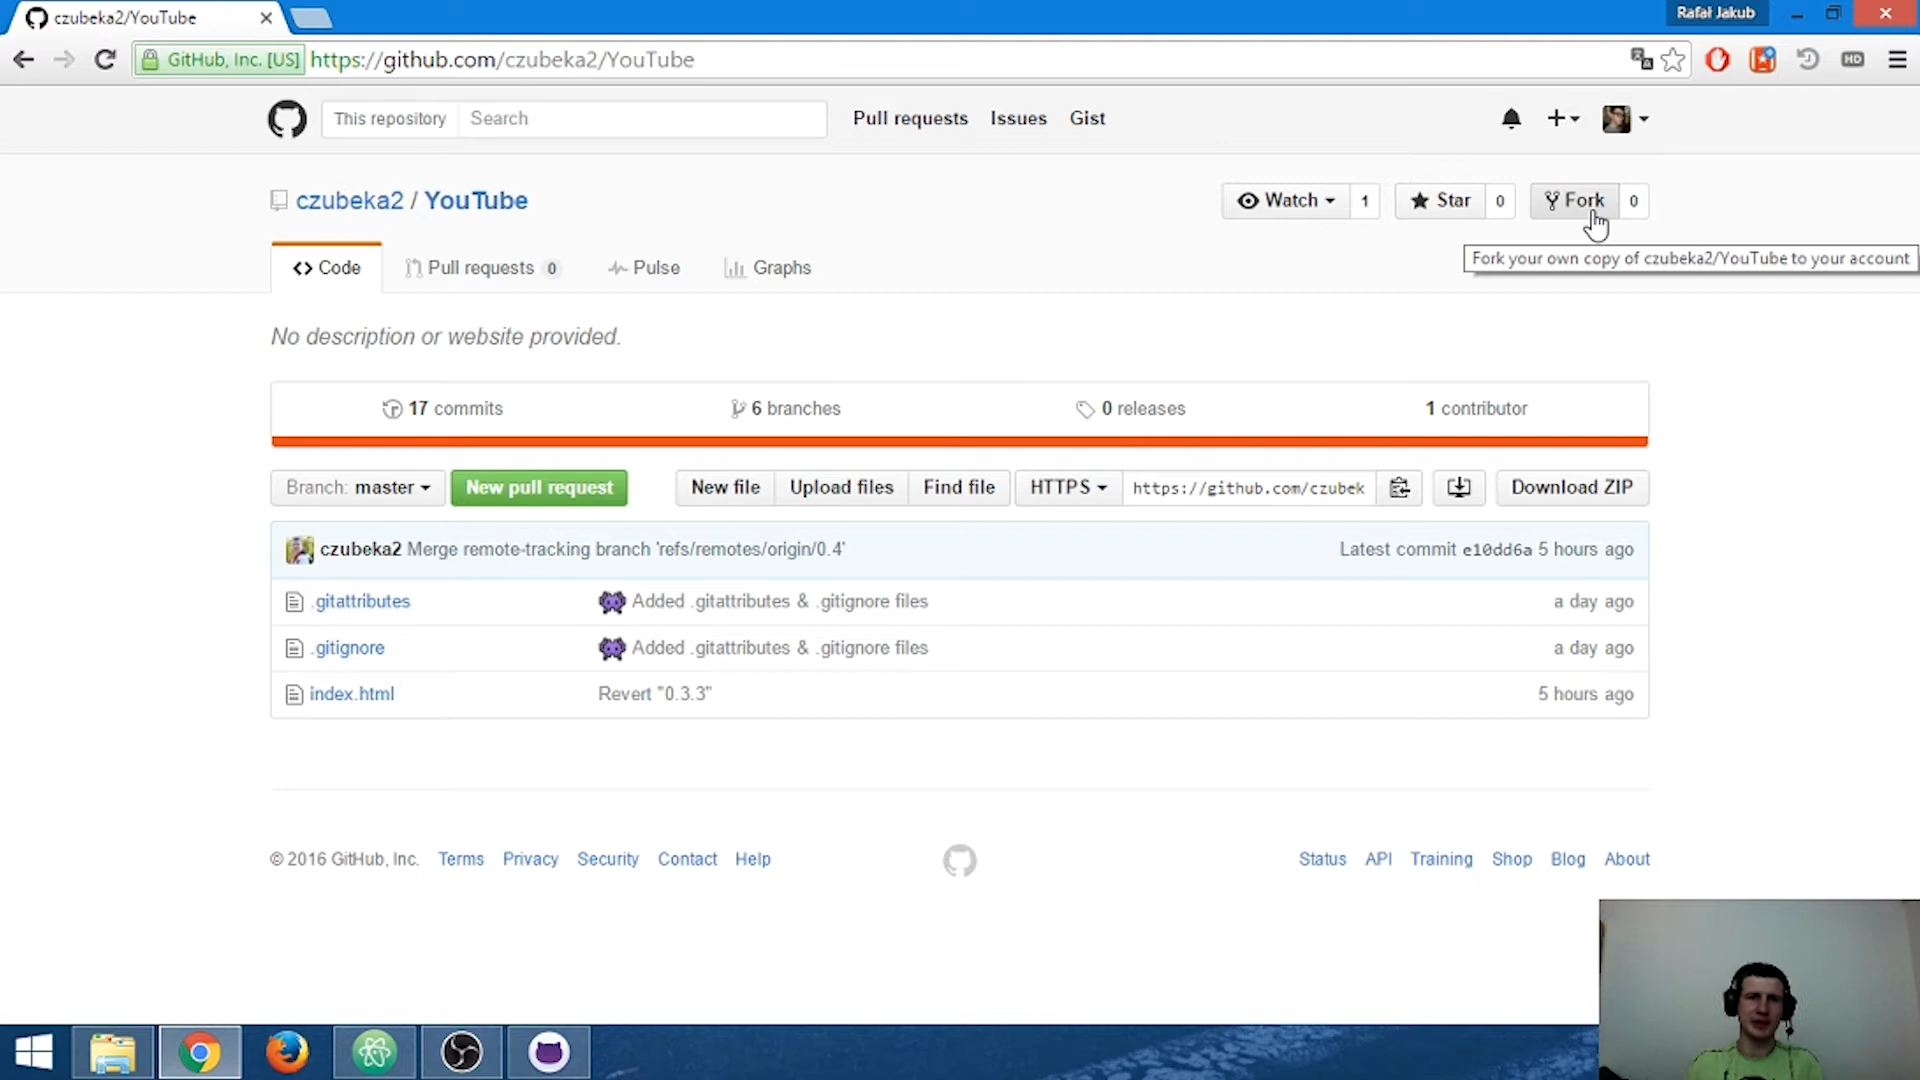 czubeka2/YouTube
Rafał Jakub
GitHub, Inc. [US] https://github.com/czubeka2/YouTube
HD
This repository Search Pull requests Issues Gist
czubeka2 / YouTube Watch 1 Star 0 Fork 0
Fork your own copy of czubeka2/YouTube to your account
Code Pull requests 0 Pulse Graphs
No description or website provided.
17 commits 6 branches 0 releases 1 contributor
Branch: master New pull request New file Upload files Find file HTTPS https://github.com/czubek Download ZIP
czubeka2 Merge remote-tracking branch 'refs/remotes/origin/0.4' Latest commit e10dd6a 5 hours ago
.gitattributes Added .gitattributes & .gitignore files a day ago
.gitignore Added .gitattributes & .gitignore files a day ago
index.html Revert "0.3.3" 5 hours ago
© 2016 GitHub, Inc. Terms Privacy Security Contact Help Status API Training Shop Blog About